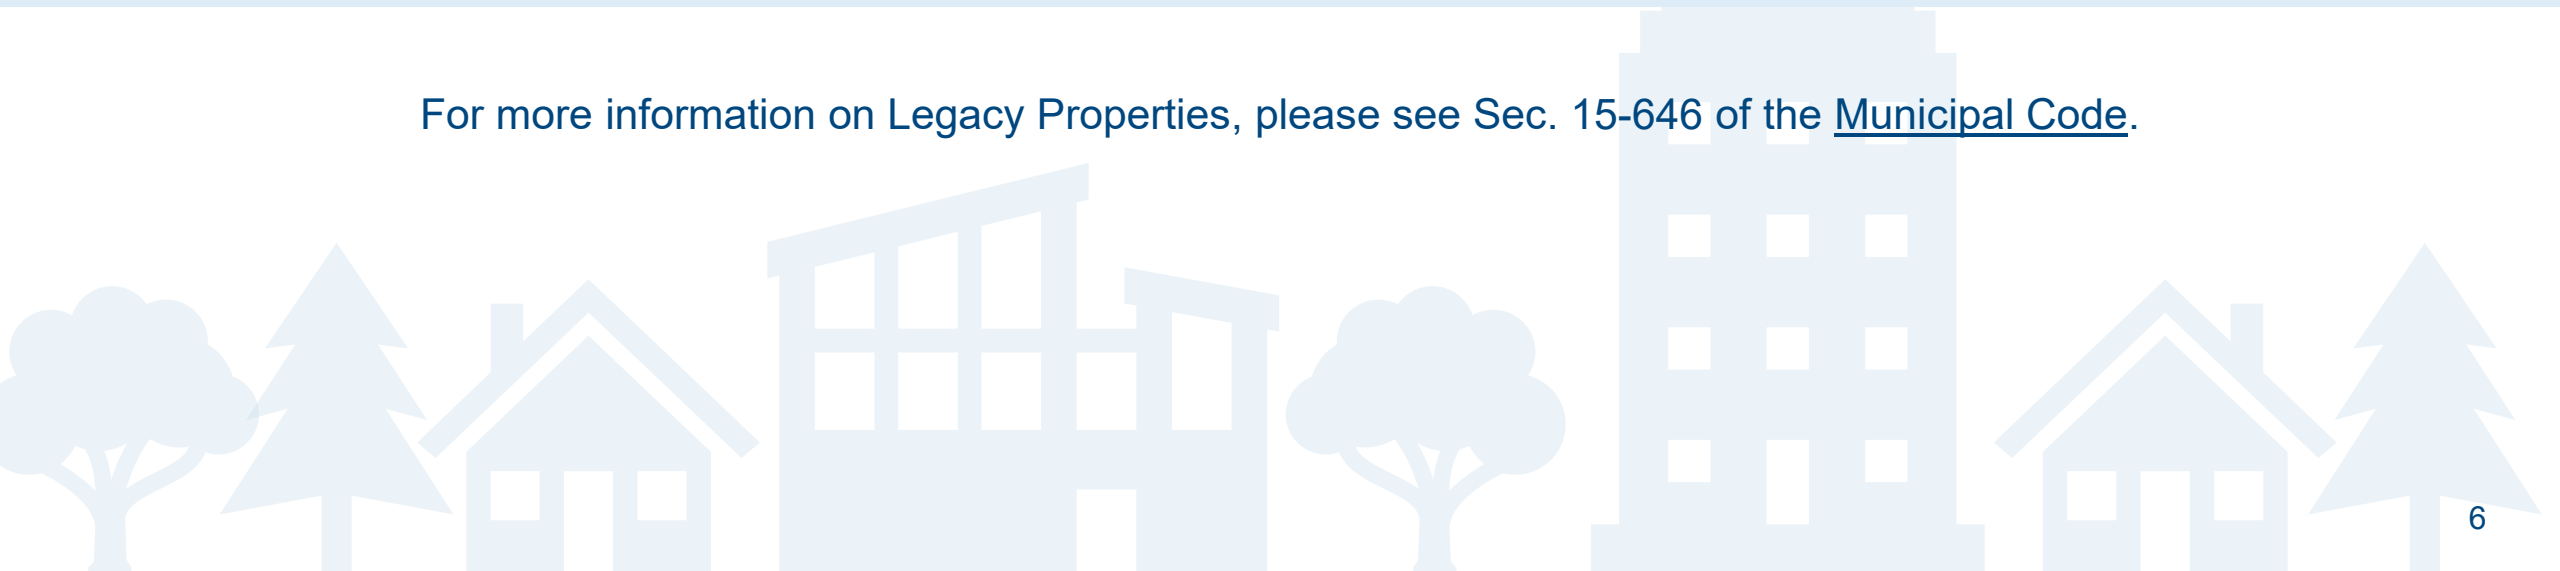 For more information on Legacy Properties, please see Sec. 15-646 of the Municipal Code.
6